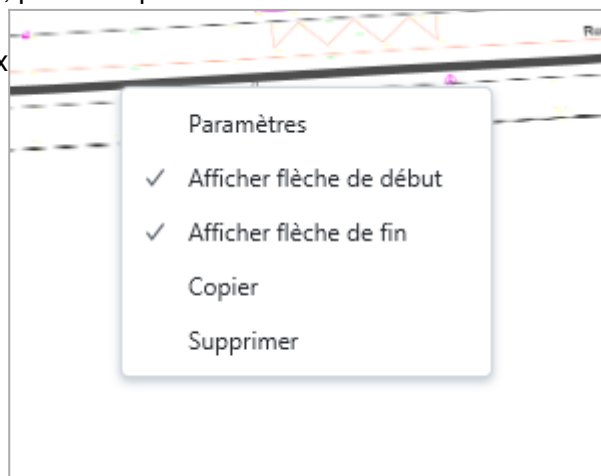 Paramètres
Afficher flèche de début
Afficher flèche de fin
Copier
Supprimer